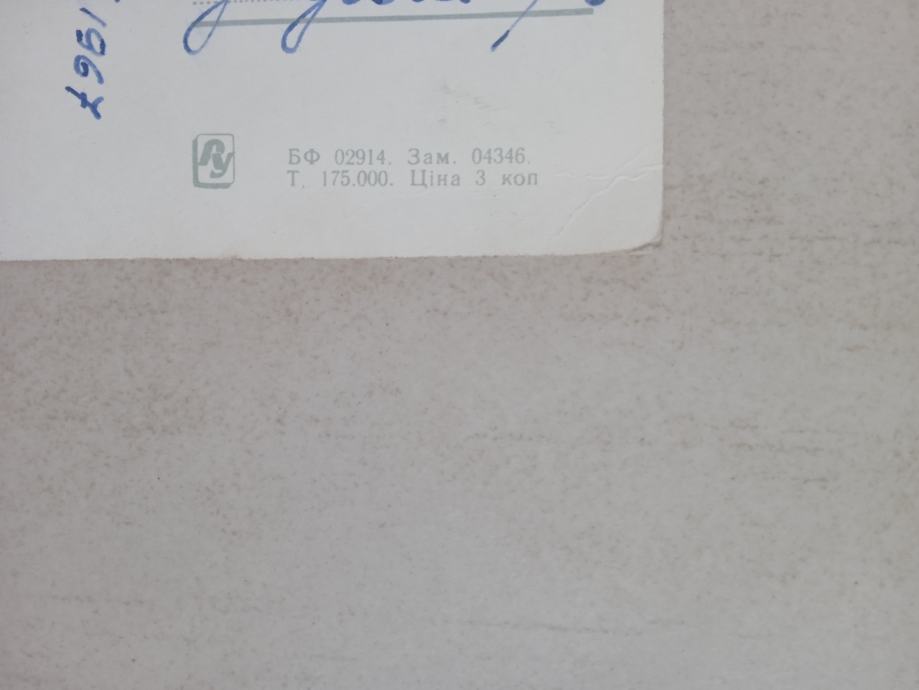 1967
БФ 02914. Зам. 04346.
Т. 175.000. Ціна 3 коп